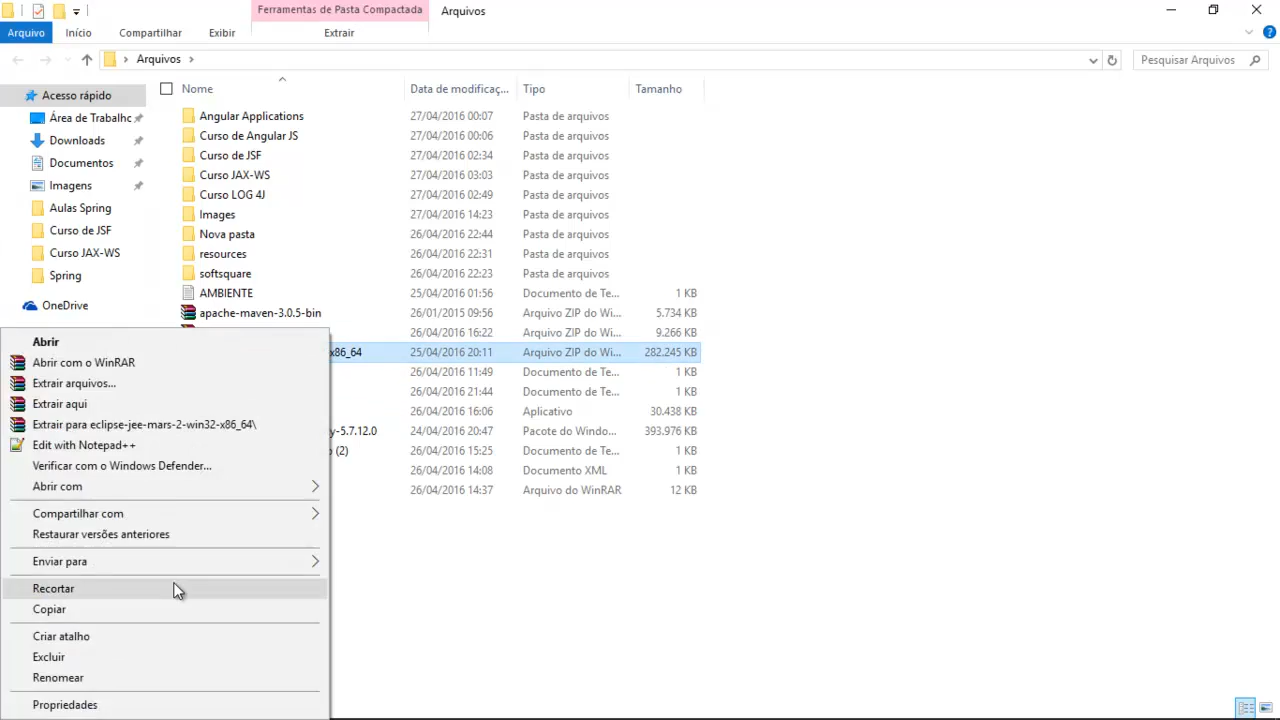 Ferramentas de Pasta Compactada
Arquivos
Arquivo
Início
Compartilhar
Exibir
Extrair
Arquivos
Pesquisar Arquivos
Nome
Data de modificaç...
Tipo
Tamanho
Acesso rápido
Área de Trabalho
Downloads
Documentos
Imagens
Aulas Spring
Curso de JSF
Curso JAX-WS
Spring
OneDrive
Angular Applications 27/04/2016 00:07 Pasta de arquivos
Curso de Angular JS 27/04/2016 00:06 Pasta de arquivos
Curso de JSF 27/04/2016 02:34 Pasta de arquivos
Curso JAX-WS 27/04/2016 03:03 Pasta de arquivos
Curso LOG 4J 27/04/2016 02:49 Pasta de arquivos
Images 27/04/2016 14:23 Pasta de arquivos
Nova pasta 26/04/2016 22:44 Pasta de arquivos
resources 26/04/2016 22:31 Pasta de arquivos
softsquare 26/04/2016 22:23 Pasta de arquivos
AMBIENTE 25/04/2016 01:56 Documento de Te... 1 KB
apache-maven-3.0.5-bin 26/01/2015 09:56 Arquivo ZIP do Wi... 5.734 KB
26/04/2016 16:22 Arquivo ZIP do Wi... 9.266 KB
x86_64 25/04/2016 20:11 Arquivo ZIP do Wi... 282.245 KB
26/04/2016 11:49 Documento de Te... 1 KB
26/04/2016 21:44 Documento de Te... 1 KB
26/04/2016 16:06 Aplicativo 30.438 KB
y-5.7.12.0 24/04/2016 20:47 Pacote do Windo... 393.976 KB
(2) 26/04/2016 15:25 Documento de Te... 1 KB
26/04/2016 14:08 Documento XML 1 KB
26/04/2016 14:37 Arquivo do WinRAR 12 KB
Abrir
Abrir com o WinRAR
Extrair arquivos...
Extrair aqui
Extrair para eclipse-jee-mars-2-win32-x86_64\
Edit with Notepad++
Verificar com o Windows Defender...
Abrir com
Compartilhar com
Restaurar versões anteriores
Enviar para
Recortar
Copiar
Criar atalho
Excluir
Renomear
Propriedades